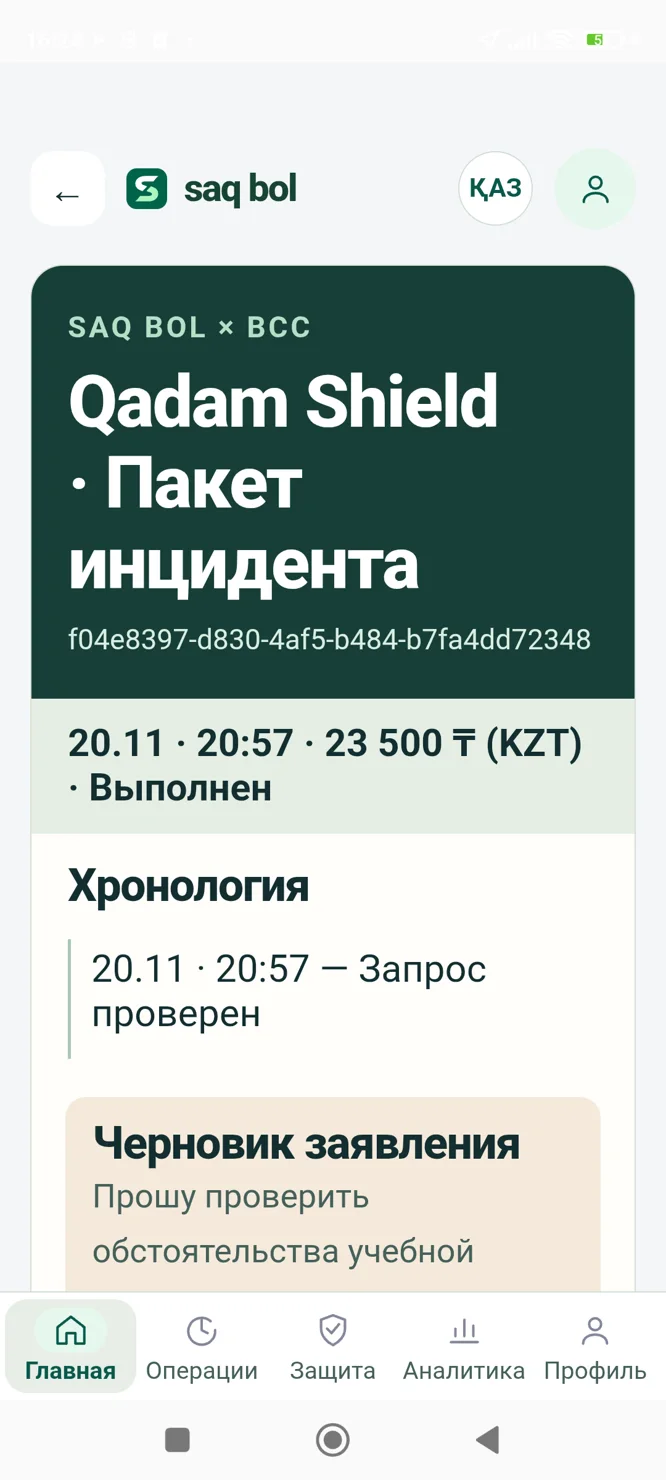 ←
saq bol
ҚАЗ
SAQ BOL × BCC
Qadam Shield
· Пакет
инцидента
f04e8397-d830-4af5-b484-b7fa4dd72348
20.11 · 20:57 · 23 500 ₸ (KZT)
· Выполнен
Хронология
20.11 · 20:57 — Запрос
проверен
Черновик заявления
Прошу проверить
обстоятельства учебной
Главная
Операции
Защита
Аналитика
Профиль